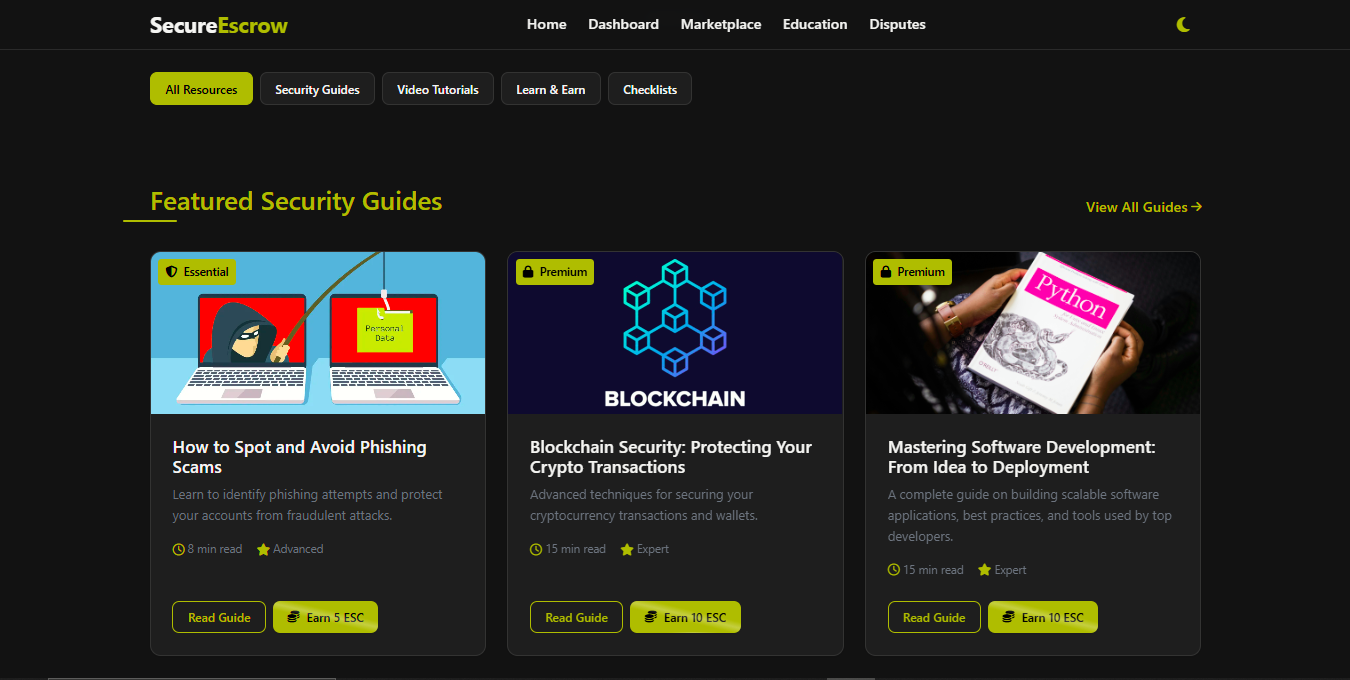 SecureEscrow
Home Dashboard Marketplace Education Disputes
All Resources Security Guides Video Tutorials Learn & Earn Checklists
Featured Security Guides
View All Guides
Essential
Personal
Data
Premium
BLOCKCHAIN
Premium
Python
O'REILLY
How to Spot and Avoid Phishing
Scams
Learn to identify phishing attempts and protect
your accounts from fraudulent attacks.
8 min read Advanced
Read Guide Earn 5 ESC
Blockchain Security: Protecting Your
Crypto Transactions
Advanced techniques for securing your
cryptocurrency transactions and wallets.
15 min read Expert
Read Guide Earn 10 ESC
Mastering Software Development:
From Idea to Deployment
A complete guide on building scalable software
applications, best practices, and tools used by top
developers.
15 min read Expert
Read Guide Earn 10 ESC